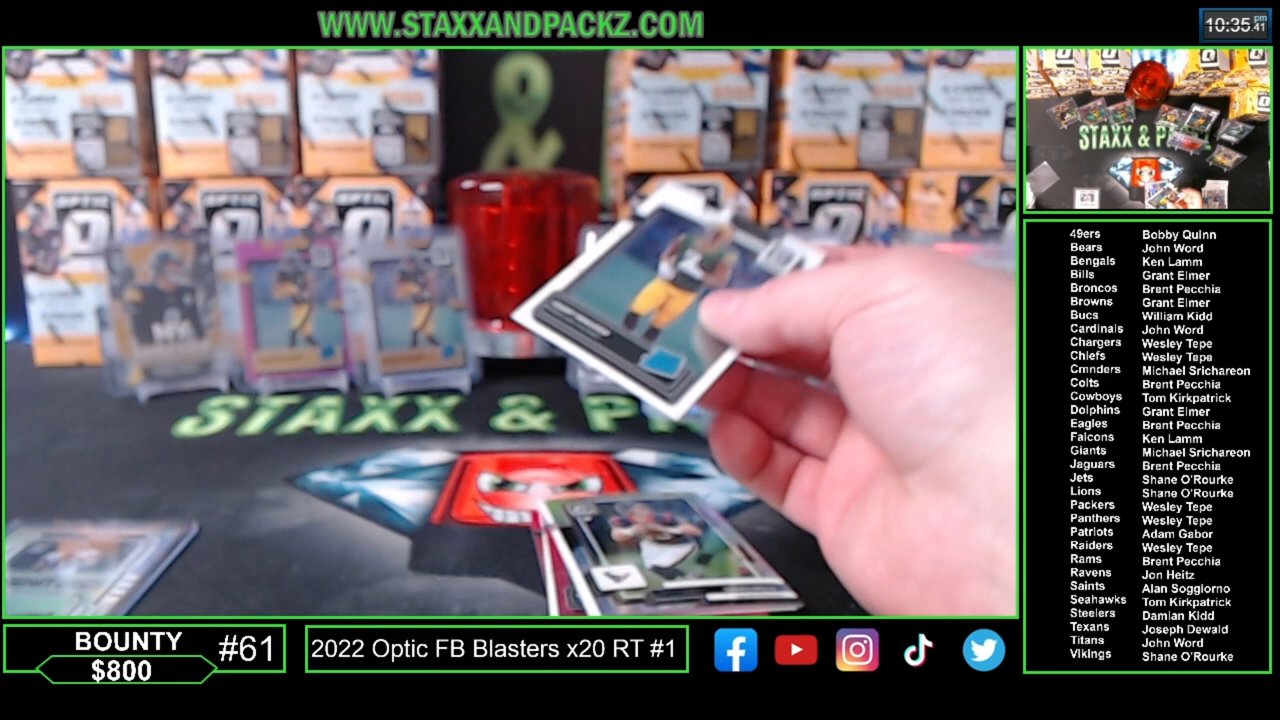 WWW.STAXXANDPACKZ.COM
10:35 pm
.41
&
STAXX & P
STAXX & P
49ers Bobby Quinn
Bears John Word
Bengals Ken Lamm
Bills Grant Elmer
Broncos Brent Pecchia
Browns Grant Elmer
Bucs William Kidd
Cardinals John Word
Chargers Wesley Tepe
Chiefs Wesley Tepe
Cmnders Michael Srichareon
Colts Brent Pecchia
Cowboys Tom Kirkpatrick
Dolphins Grant Elmer
Eagles Brent Pecchia
Falcons Ken Lamm
Giants Michael Srichareon
Jaguars Brent Pecchia
Jets Shane O'Rourke
Lions Shane O'Rourke
Packers Wesley Tepe
Panthers Wesley Tepe
Patriots Adam Gabor
Raiders Wesley Tepe
Rams Brent Pecchia
Ravens Jon Heitz
Saints Alan Soggiorno
Seahawks Tom Kirkpatrick
Steelers Damian Kidd
Texans Joseph Dewald
Titans John Word
Vikings Shane O'Rourke
BOUNTY #61
$800
2022 Optic FB Blasters x20 RT #1